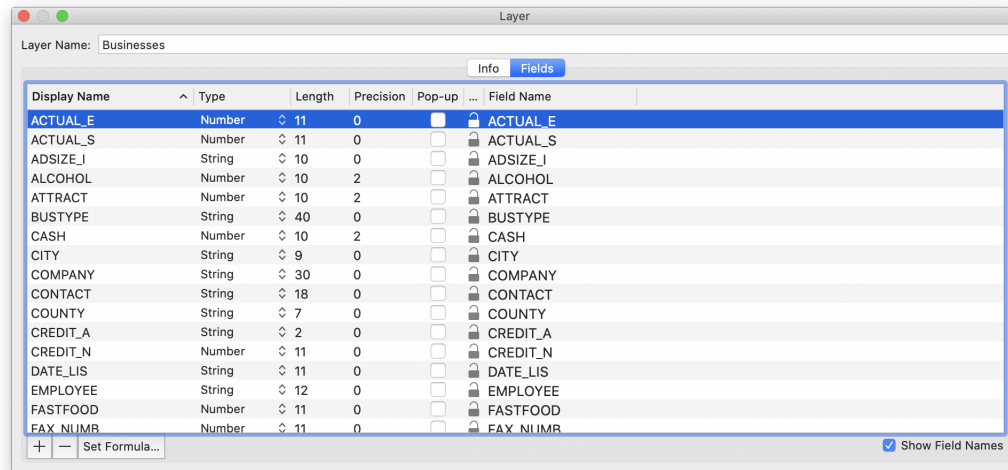 Layer
Layer Name: Businesses
Info Fields
Display Name Type Length Precision Pop-up ... Field Name
ACTUAL_E Number 11 0 ACTUAL_E
ACTUAL_S Number 11 0 ACTUAL_S
ADSIZE_I String 10 0 ADSIZE_I
ALCOHOL Number 10 2 ALCOHOL
ATTRACT Number 10 2 ATTRACT
BUSTYPE String 40 0 BUSTYPE
CASH Number 10 2 CASH
CITY String 9 0 CITY
COMPANY String 30 0 COMPANY
CONTACT String 18 0 CONTACT
COUNTY String 7 0 COUNTY
CREDIT_A String 2 0 CREDIT_A
CREDIT_N Number 11 0 CREDIT_N
DATE_LIS String 11 0 DATE_LIS
EMPLOYEE String 12 0 EMPLOYEE
FASTFOOD Number 11 0 FASTFOOD
FAX_NUMB Number 11 0 FAX_NUMB
+ − Set Formula... Show Field Names